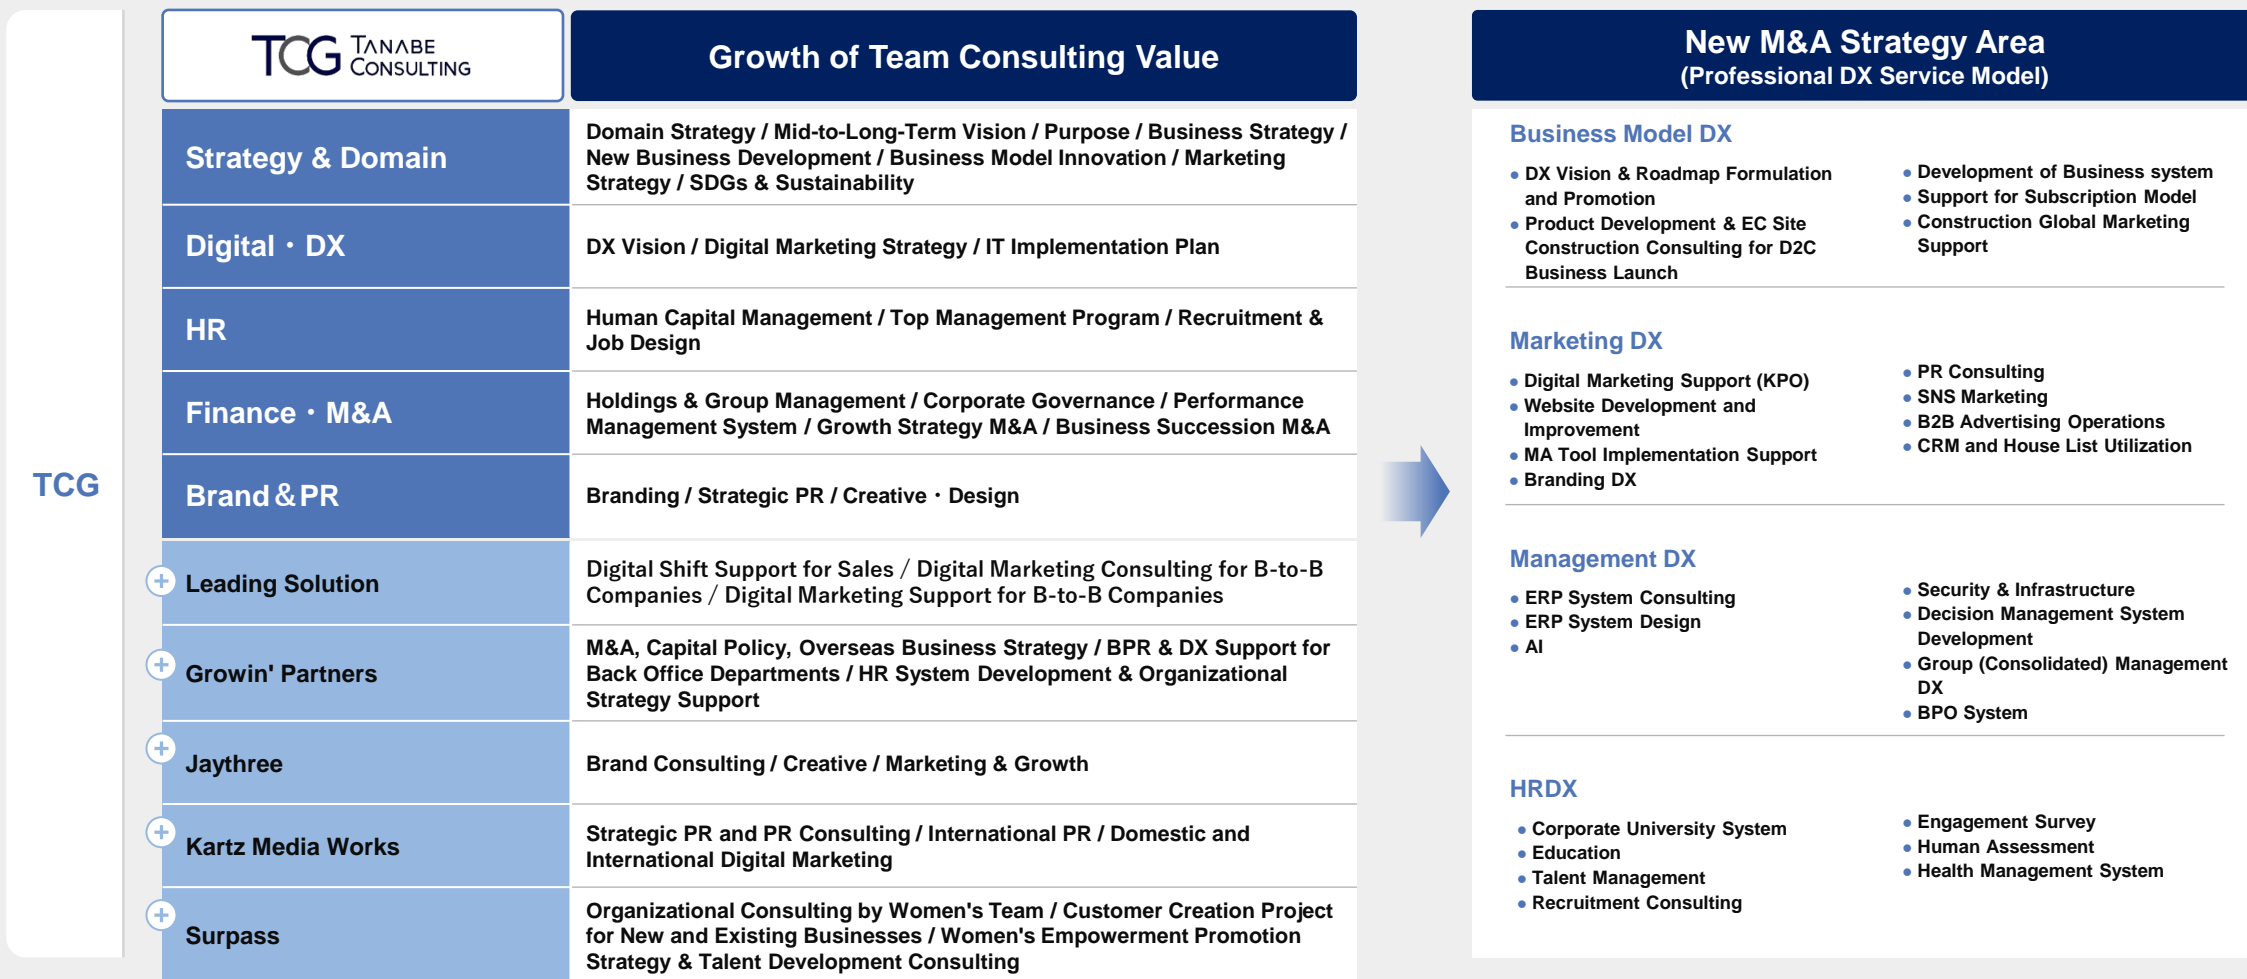 TCG
TCG TANABE CONSULTING
Growth of Team Consulting Value
Strategy & Domain
Domain Strategy / Mid-to-Long-Term Vision / Purpose / Business Strategy /
New Business Development / Business Model Innovation / Marketing
Strategy / SDGs & Sustainability
Digital・DX
DX Vision / Digital Marketing Strategy / IT Implementation Plan
HR
Human Capital Management / Top Management Program / Recruitment &
Job Design
Finance・M&A
Holdings & Group Management / Corporate Governance / Performance
Management System / Growth Strategy M&A / Business Succession M&A
Brand＆PR
Branding / Strategic PR / Creative・Design
+
Leading Solution
Digital Shift Support for Sales / Digital Marketing Consulting for B-to-B
Companies / Digital Marketing Support for B-to-B Companies
+
Growin' Partners
M&A, Capital Policy, Overseas Business Strategy / BPR & DX Support for
Back Office Departments / HR System Development & Organizational
Strategy Support
+
Jaythree
Brand Consulting / Creative / Marketing & Growth
+
Kartz Media Works
Strategic PR and PR Consulting / International PR / Domestic and
International Digital Marketing
+
Surpass
Organizational Consulting by Women's Team / Customer Creation Project
for New and Existing Businesses / Women's Empowerment Promotion
Strategy & Talent Development Consulting
New M&A Strategy Area
(Professional DX Service Model)
Business Model DX
● DX Vision & Roadmap Formulation
and Promotion
● Product Development & EC Site
Construction Consulting for D2C
Business Launch
● Development of Business system
● Support for Subscription Model
● Construction Global Marketing
Support
Marketing DX
● Digital Marketing Support (KPO)
● Website Development and
Improvement
● MA Tool Implementation Support
● Branding DX
● PR Consulting
● SNS Marketing
● B2B Advertising Operations
● CRM and House List Utilization
Management DX
● ERP System Consulting
● ERP System Design
● AI
● Security & Infrastructure
● Decision Management System
Development
● Group (Consolidated) Management
DX
● BPO System
HRDX
● Corporate University System
● Education
● Talent Management
● Recruitment Consulting
● Engagement Survey
● Human Assessment
● Health Management System